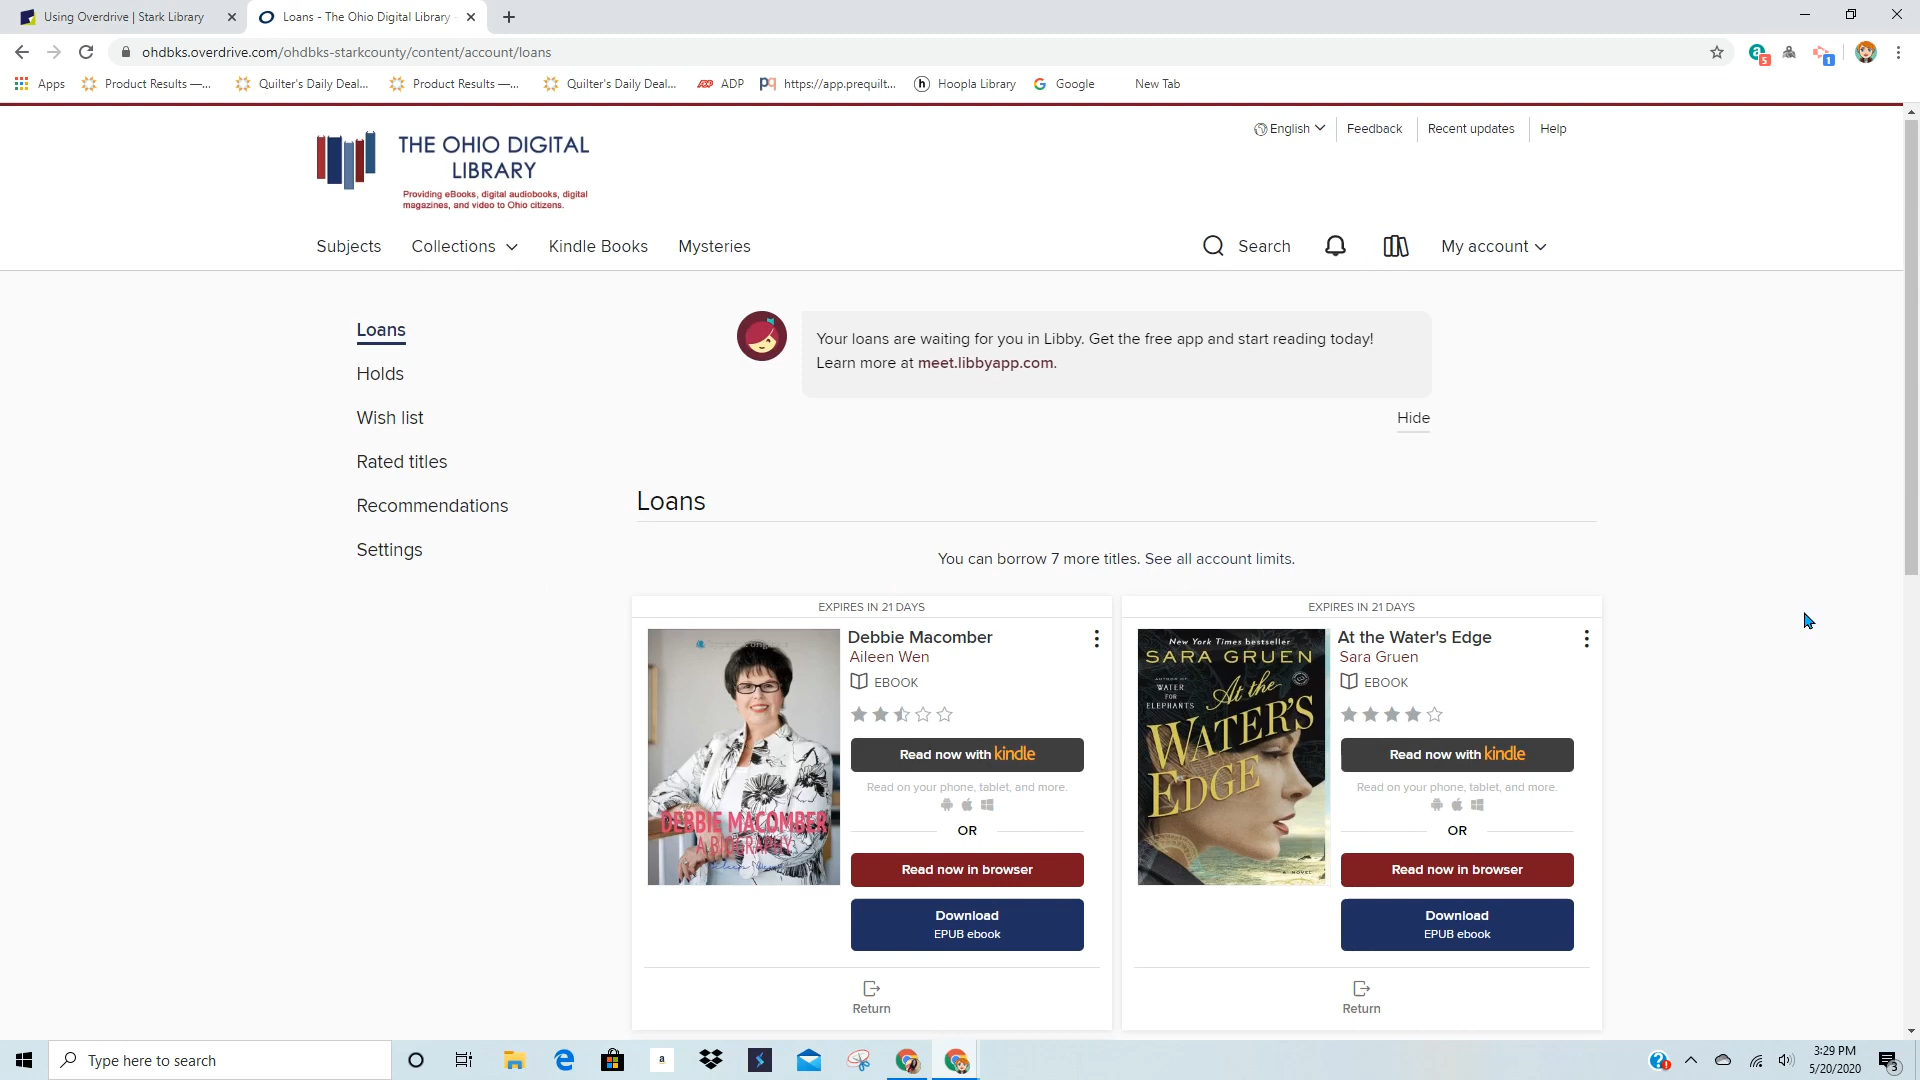 Using Overdrive | Stark Library
Loans - The Ohio Digital Library
ohdbks.overdrive.com/ohdbks-starkcounty/content/account/loans
5
1
Apps
Product Results —...
Quilter's Daily Deal...
Product Results —...
Quilter's Daily Deal...
ADP
pq
https://app.prequilt...
h
Hoopla Library
Google
New Tab
THE OHIO DIGITAL
LIBRARY
Providing eBooks, digital audiobooks, digital
magazines, and video to Ohio citizens.
English
Feedback
Recent updates
Help
Subjects
Collections
Kindle Books
Mysteries
Search
My account
Loans
Holds
Wish list
Rated titles
Recommendations
Settings
Your loans are waiting for you in Libby. Get the free app and start reading today!
Learn more at meet.libbyapp.com.
Hide
Loans
You can borrow 7 more titles. See all account limits.
EXPIRES IN 21 DAYS
DEBBIE MACOMBER
A BIOGRAPHY
Debbie Macomber
Aileen Wen
EBOOK
Read now with kindle
Read on your phone, tablet, and more.
OR
Read now in browser
Download
EPUB ebook
Return
EXPIRES IN 21 DAYS
New York Times bestseller
SARA GRUEN
AUTHOR OF
WATER
FOR
ELEPHANTS
At the
WATER'S
EDGE
A NOVEL
At the Water's Edge
Sara Gruen
EBOOK
Read now with kindle
Read on your phone, tablet, and more.
OR
Read now in browser
Download
EPUB ebook
Return
Type here to search
a
3:29 PM
5/20/2020
3